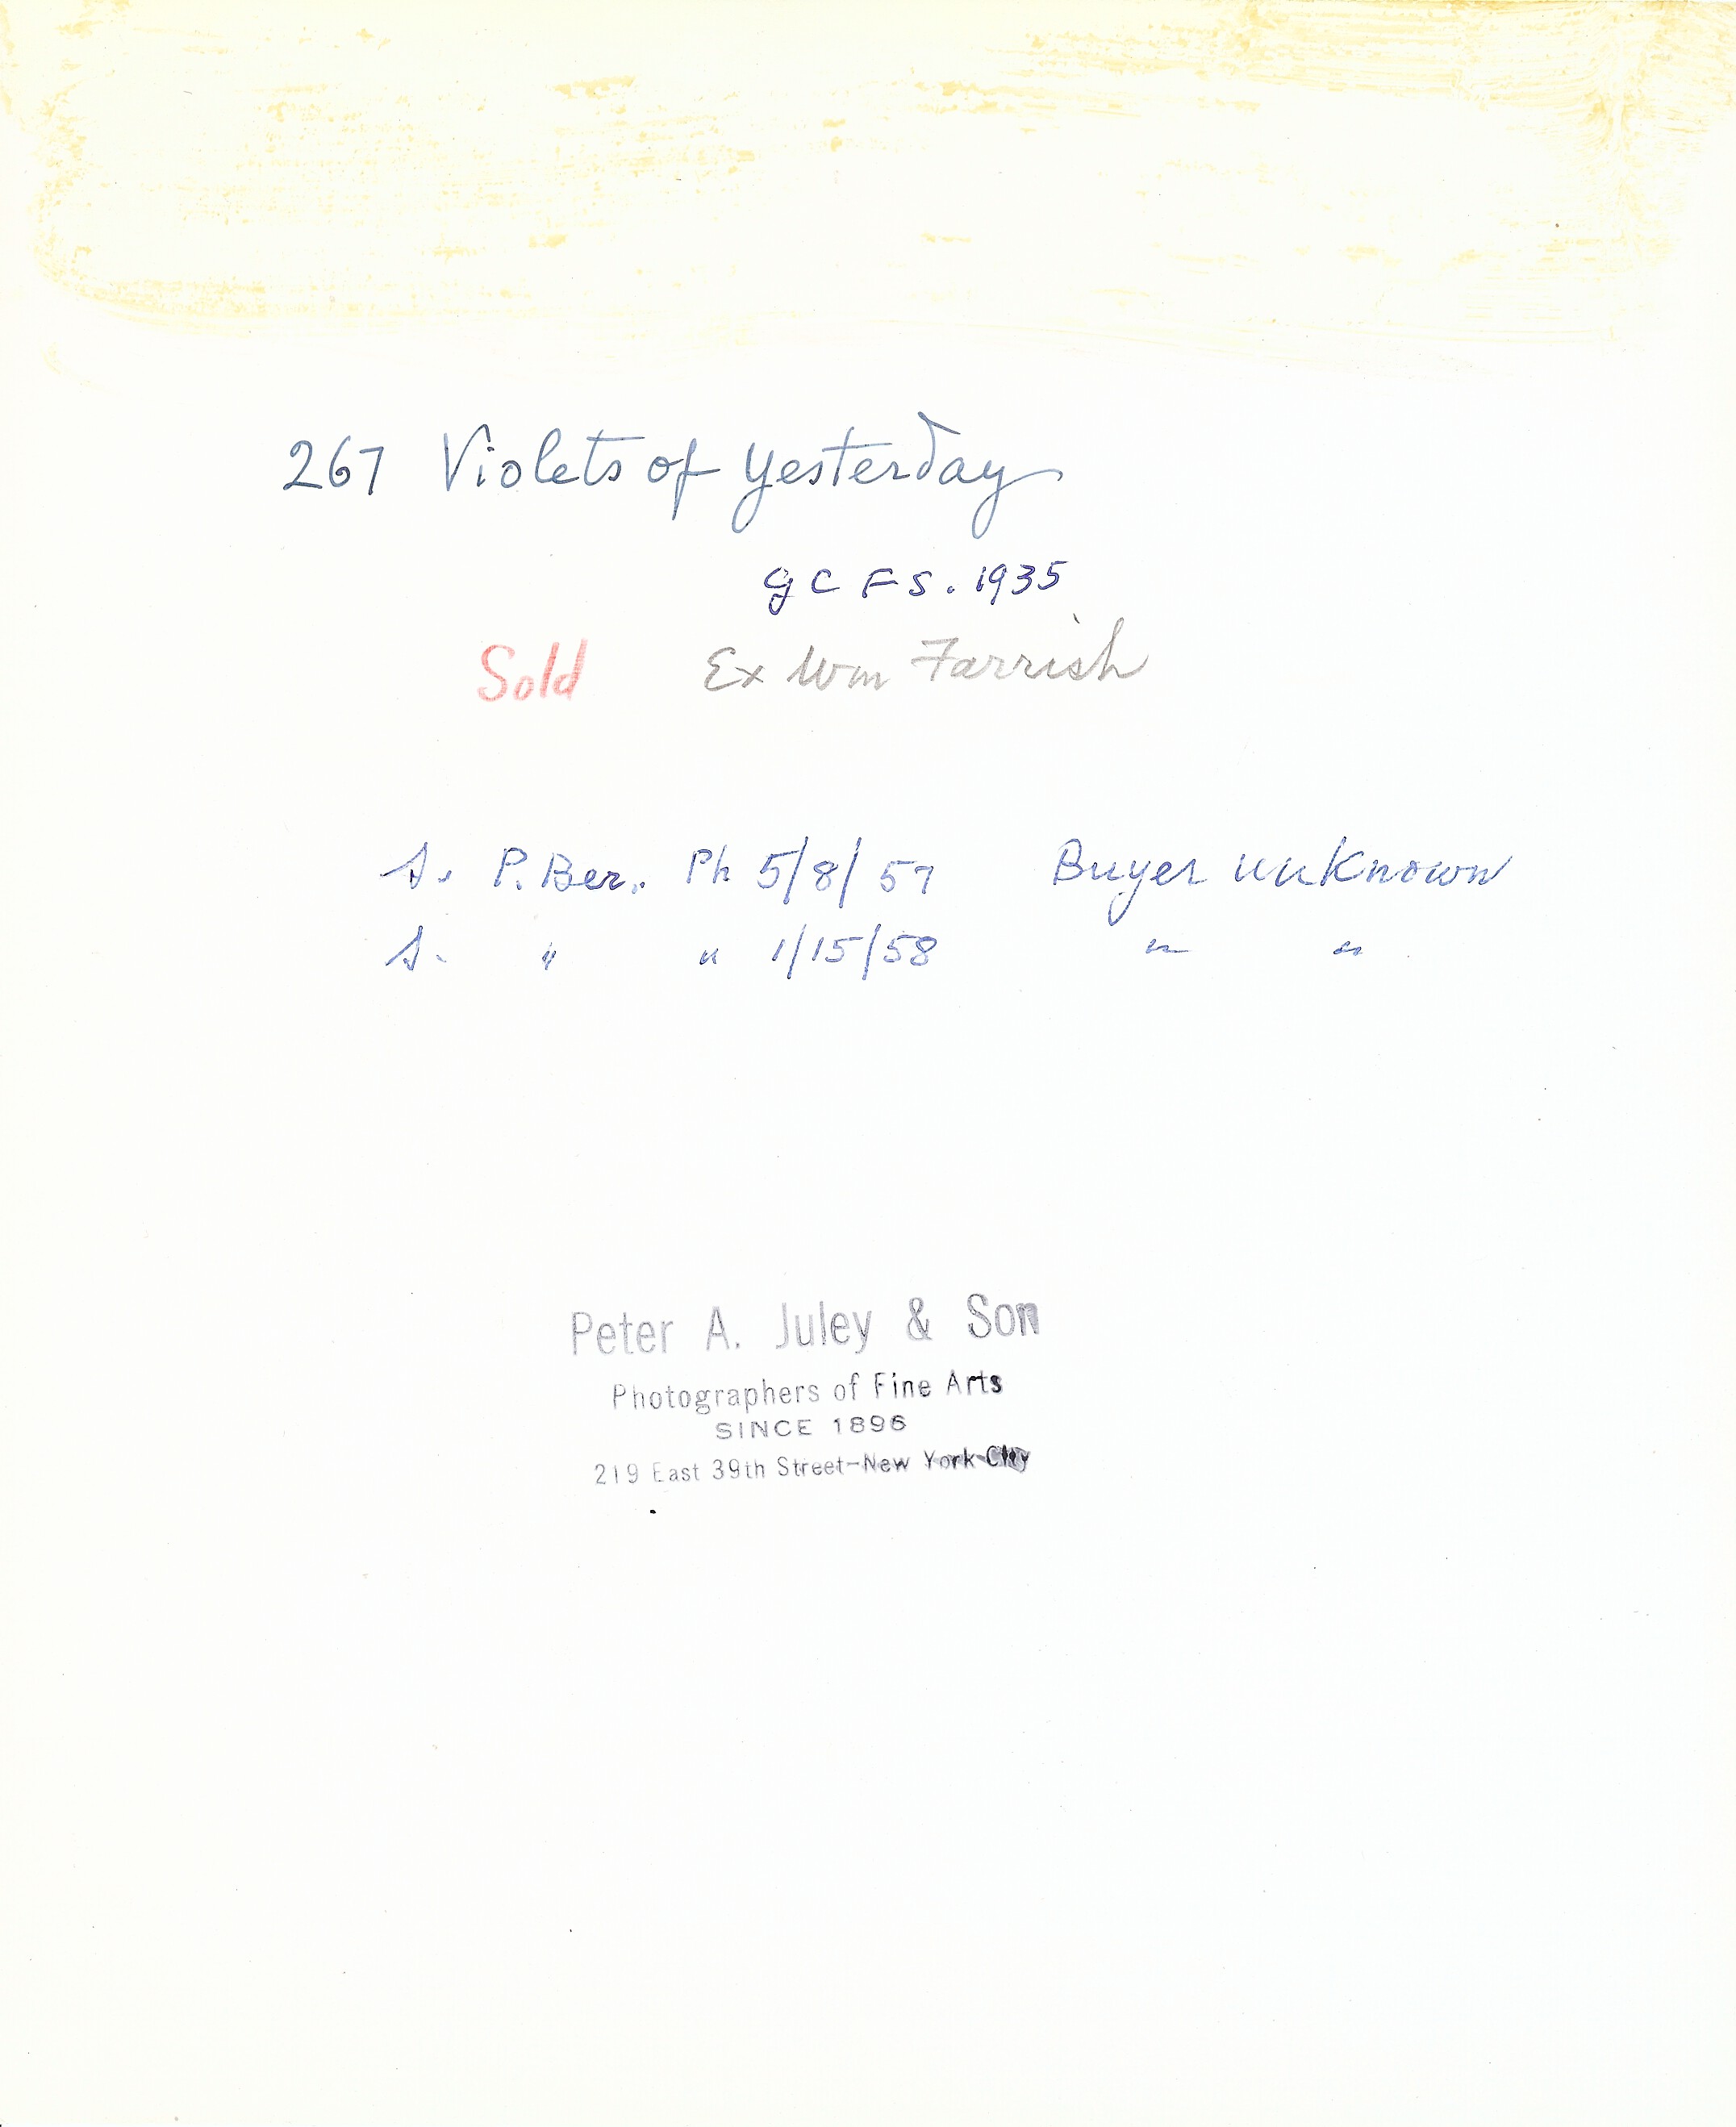 267 Violets of Yesterday
G C F S. 1935
Sold Ex Wm Farrish
S. P. Ber. Ph 5/8/57 Buyer unknown
S. " " 1/15/58 " "
Peter A. Juley & Son
Photographers of Fine Arts
SINCE 1896
219 East 39th Street-New York City